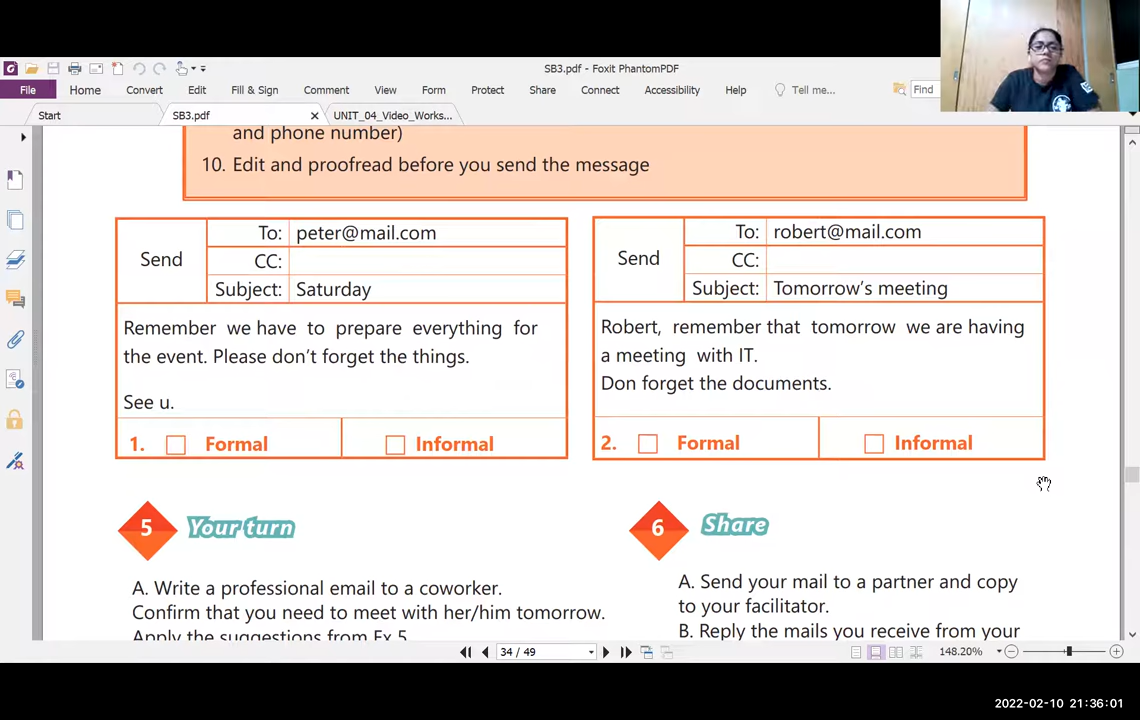 SB3.pdf - Foxit PhantomPDF
File Home Convert Edit Fill & Sign Comment View Form Protect Share Connect Accessibility Help Tell me... Find
Start SB3.pdf UNIT_04_Video_Works...
and phone number)
10. Edit and proofread before you send the message
Send
To: peter@mail.com
CC:
Subject: Saturday
Remember we have to prepare everything for
the event. Please don't forget the things.
See u.
1. Formal Informal
Send
To: robert@mail.com
CC:
Subject: Tomorrow's meeting
Robert, remember that tomorrow we are having
a meeting with IT.
Don forget the documents.
2. Formal Informal
5 Your turn
A. Write a professional email to a coworker.
Confirm that you need to meet with her/him tomorrow.
Apply the suggestions from Ex 5
6 Share
A. Send your mail to a partner and copy
to your facilitator.
B. Reply the mails you receive from your
34 / 49
148.20%
2022-02-10 21:36:01